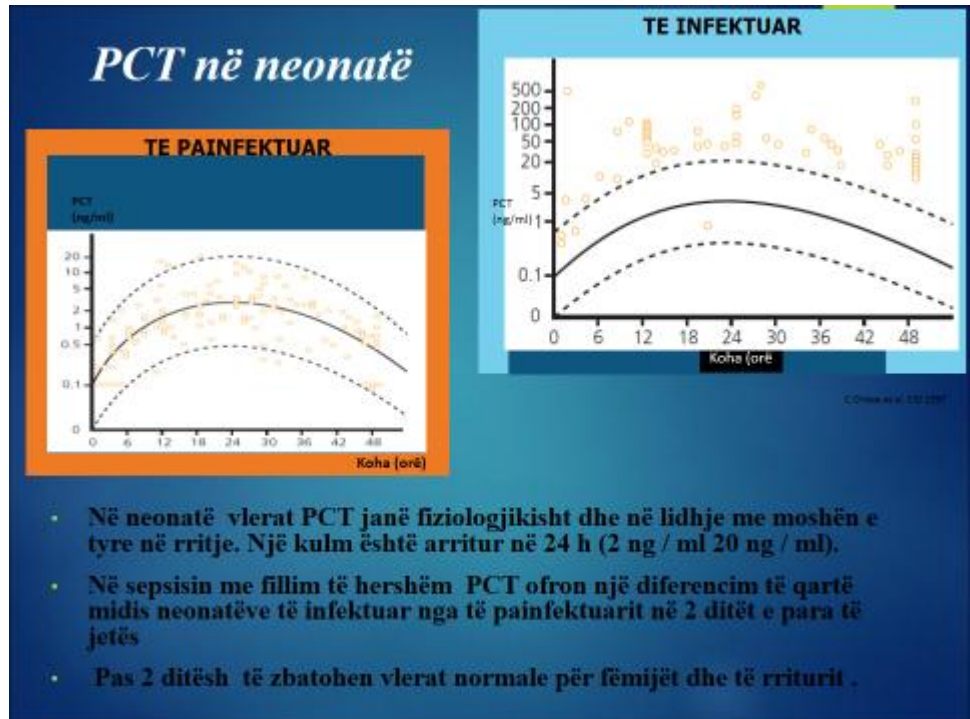 PCT në neonatë
TE INFEKTUAR
500
200
100
50
20
5
PCT
(ng/ml)
1
0.1
0
0 6 12 18 24 30 36 42 48
Koha (orë
TE PAINFEKTUAR
PCT
(ng/ml)
20
10
5
2
1
0.5
0.1
0
0 6 12 18 24 30 36 42 48
Koha (orë)
• Në neonatë vlerat PCT janë fiziologjikisht dhe në lidhje me moshën e
tyre në rritje. Një kulm është arritur në 24 h (2 ng / ml 20 ng / ml).
• Në sepsisin me fillim të hershëm PCT ofron një diferencim të qartë
midis neonatëve të infektuar nga të painfektuarit në 2 ditët e para të
jetës
• Pas 2 ditësh të zbatohen vlerat normale për fëmijët dhe të rriturit .